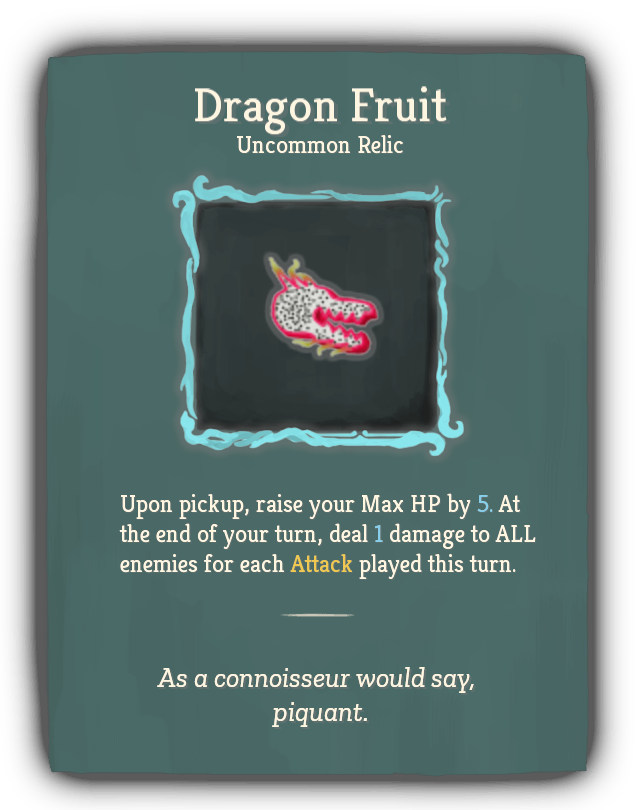 Dragon Fruit
Uncommon Relic
Upon pickup, raise your Max HP by 5. At
the end of your turn, deal 1 damage to ALL
enemies for each Attack played this turn.
As a connoisseur would say,
piquant.